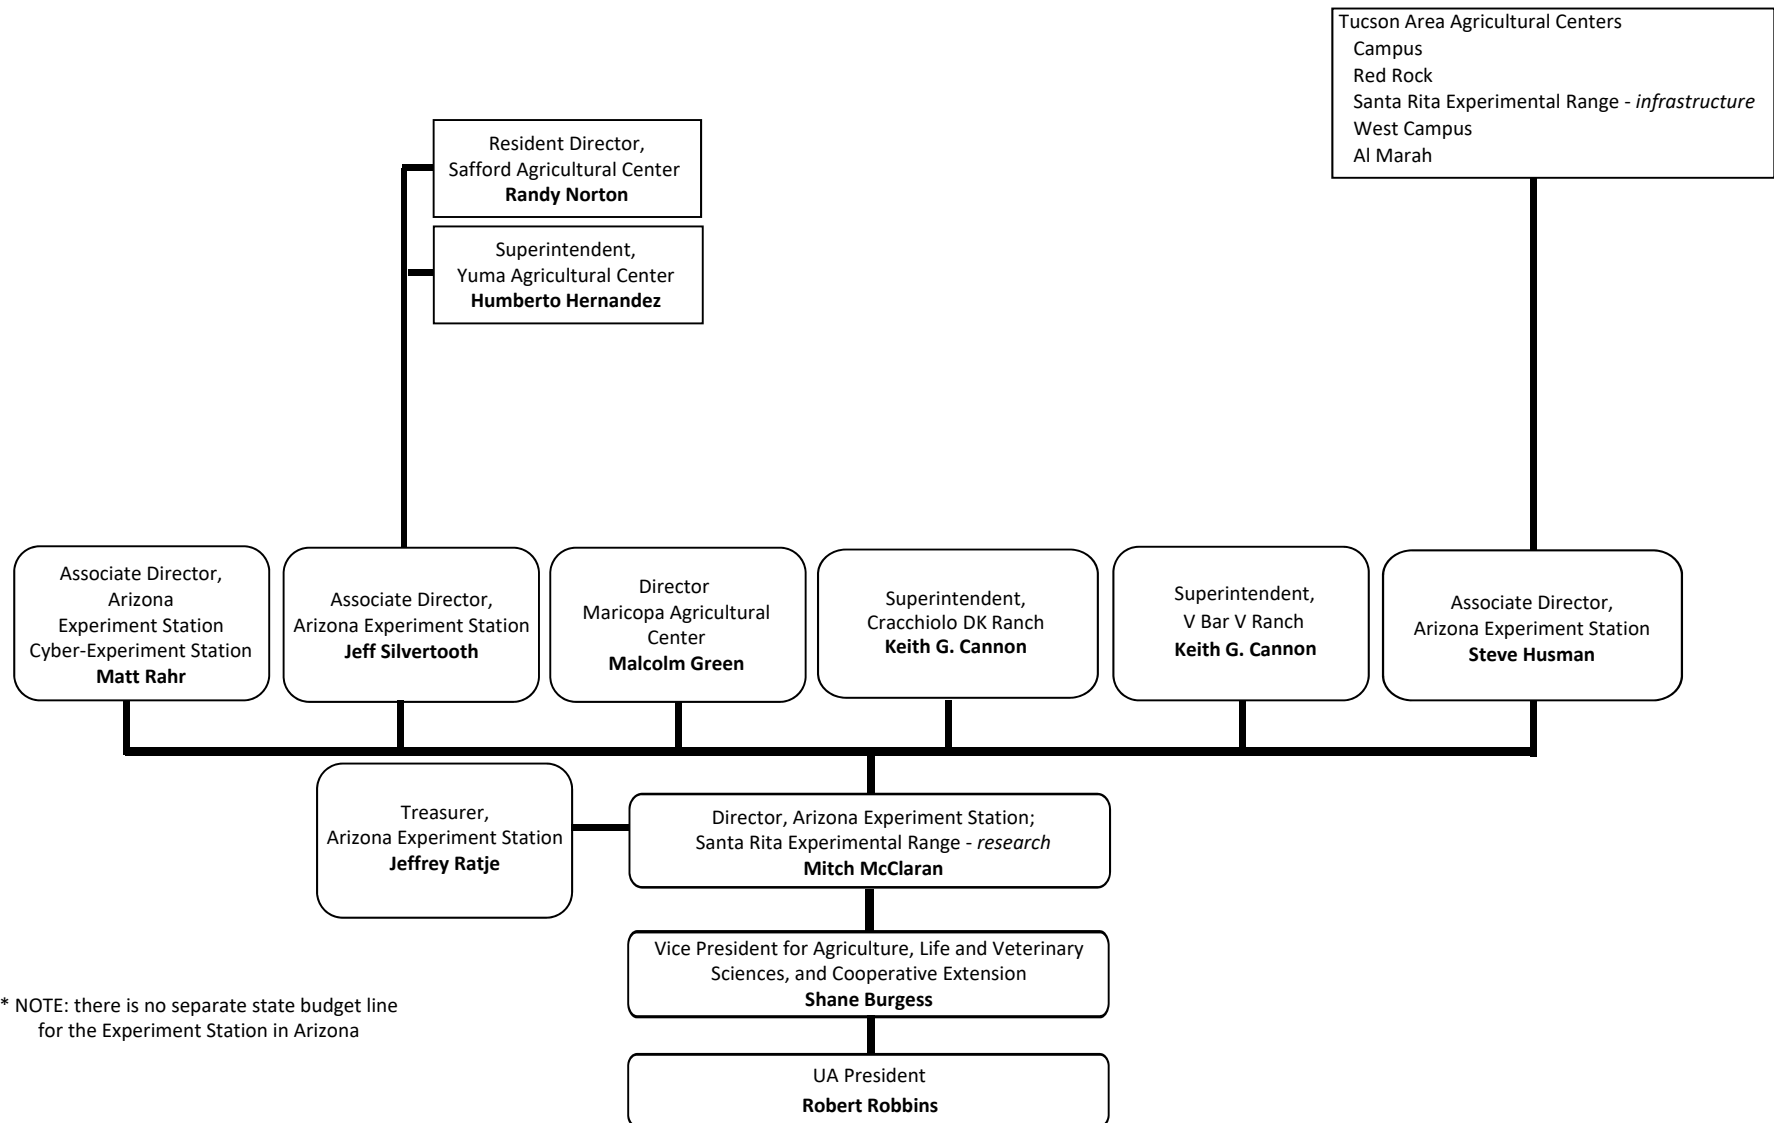 Tucson Area Agricultural Centers
Campus
Red Rock
Santa Rita Experimental Range - infrastructure
West Campus
Al Marah
Resident Director,
Safford Agricultural Center
Randy Norton
Superintendent,
Yuma Agricultural Center
Humberto Hernandez
Associate Director,
Arizona
Experiment Station
Cyber-Experiment Station
Matt Rahr
Associate Director,
Arizona Experiment Station
Jeff Silvertooth
Director
Maricopa Agricultural
Center
Malcolm Green
Superintendent,
Cracchiolo DK Ranch
Keith G. Cannon
Superintendent,
V Bar V Ranch
Keith G. Cannon
Associate Director,
Arizona Experiment Station
Steve Husman
Treasurer,
Arizona Experiment Station
Jeffrey Ratje
Director, Arizona Experiment Station;
Santa Rita Experimental Range - research
Mitch McClaran
Vice President for Agriculture, Life and Veterinary
Sciences, and Cooperative Extension
Shane Burgess
* NOTE: there is no separate state budget line
for the Experiment Station in Arizona
UA President
Robert Robbins